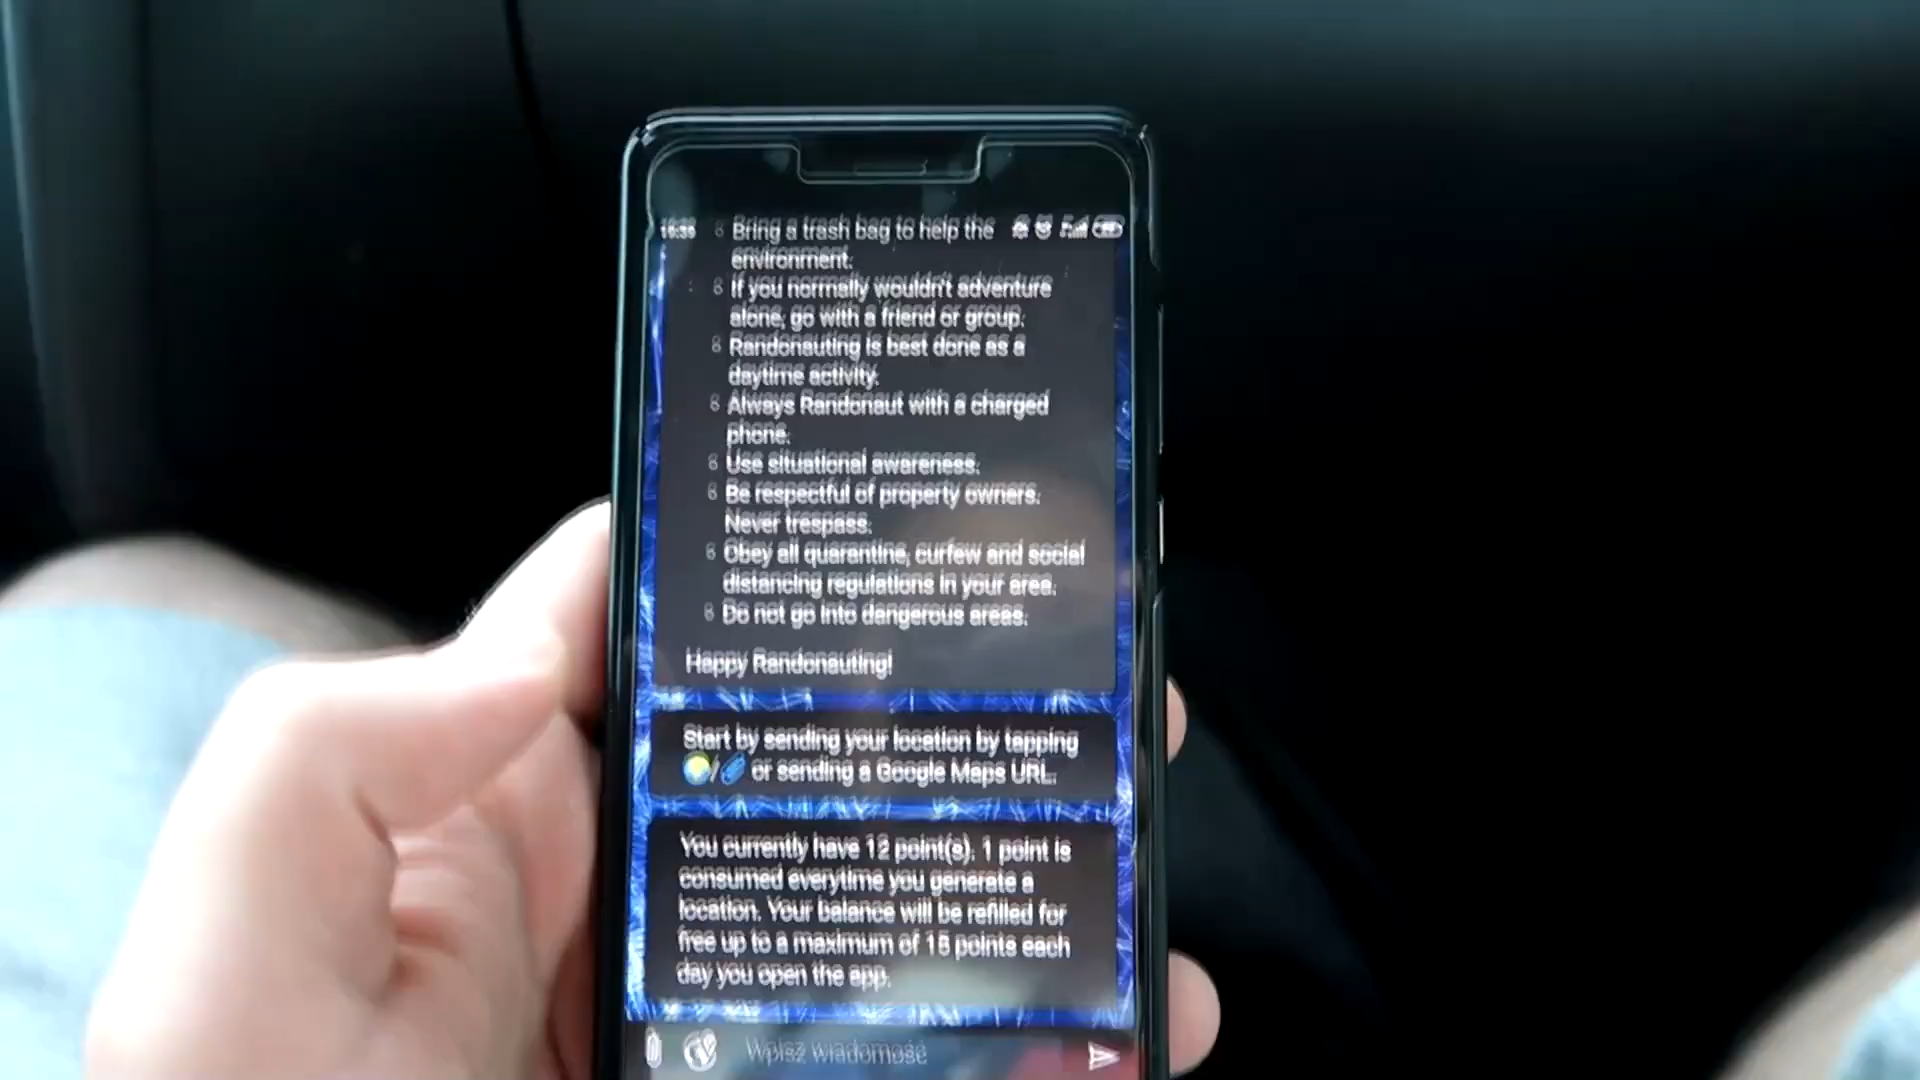 16:39
Bring a trash bag to help the
environment.
If you normally wouldn't adventure
alone, go with a friend or group.
Randonauting is best done as a
daytime activity.
Always Randonaut with a charged
phone.
Use situational awareness.
Be respectful of property owners.
Never trespass.
Obey all quarantine, curfew and social
distancing regulations in your area.
Do not go into dangerous areas.
Happy Randonauting!
Start by sending your location by tapping
/ or sending a Google Maps URL.
You currently have 12 point(s). 1 point is
consumed everytime you generate a
location. Your balance will be refilled for
free up to a maximum of 15 points each
day you open the app.
Wpisz wiadomość